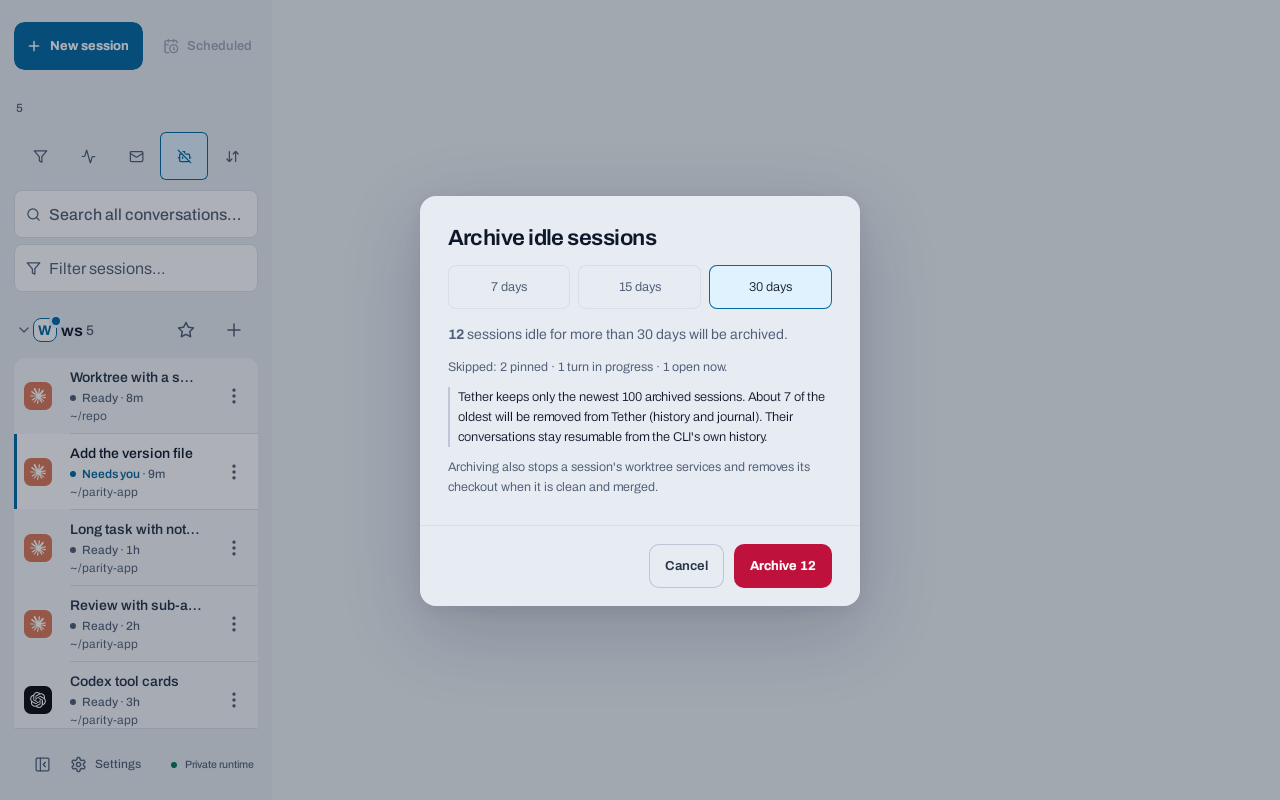 New session
Scheduled
5
Search all conversations...
Filter sessions...
W ws 5
Worktree with a s...
Ready · 8m
~/repo
Add the version file
Needs you · 9m
~/parity-app
Long task with not...
Ready · 1h
~/parity-app
Review with sub-a...
Ready · 2h
~/parity-app
Codex tool cards
Ready · 3h
~/parity-app
Settings
Private runtime
Archive idle sessions
7 days
15 days
30 days
12 sessions idle for more than 30 days will be archived.
Skipped: 2 pinned · 1 turn in progress · 1 open now.
Tether keeps only the newest 100 archived sessions. About 7 of the
oldest will be removed from Tether (history and journal). Their
conversations stay resumable from the CLI's own history.
Archiving also stops a session's worktree services and removes its
checkout when it is clean and merged.
Cancel
Archive 12